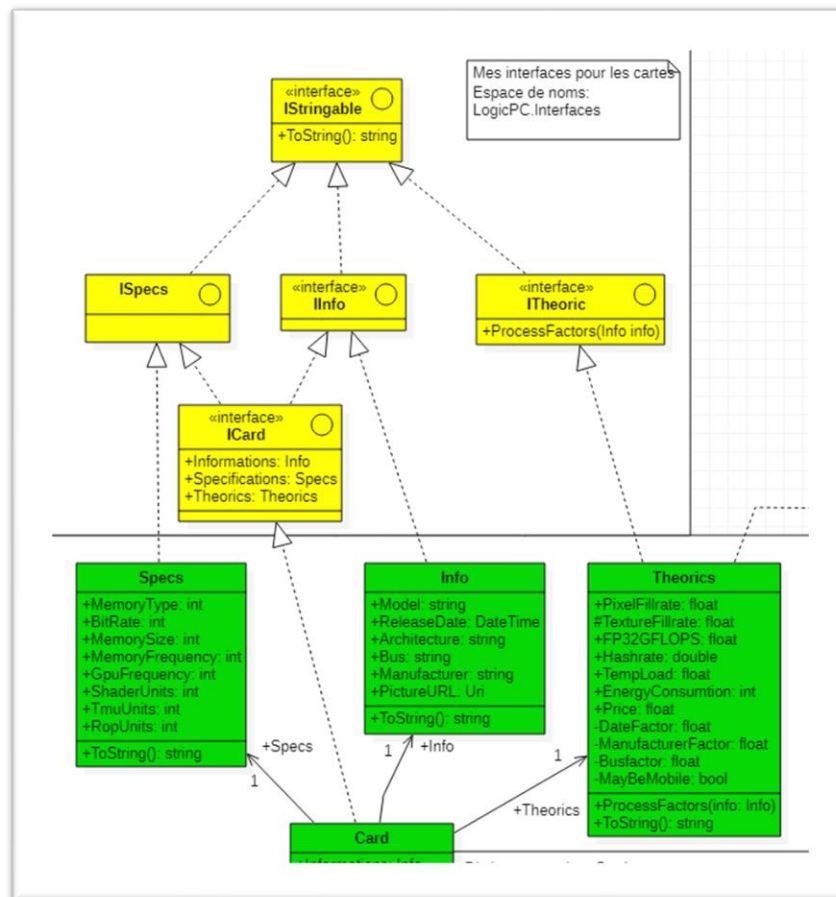 Mes interfaces pour les cartes
Espace de noms:
LogicPC.Interfaces
«interface»
IStringable
+ToString(): string
ISpecs
«interface»
IInfo
«interface»
ITheoric
+ProcessFactors(Info info)
«interface»
ICard
+Informations: Info
+Specifications: Specs
+Theorics: Theorics
Specs
+MemoryType: int
+BitRate: int
+MemorySize: int
+MemoryFrequency: int
+GpuFrequency: int
+ShaderUnits: int
+TmuUnits: int
+RopUnits: int
+ToString(): string
Info
+Model: string
+ReleaseDate: DateTime
+Architecture: string
+Bus: string
+Manufacturer: string
+PictureURL: Uri
+ToString(): string
Theorics
+PixelFillrate: float
#TextureFillrate: float
+FP32GFLOPS: float
+Hashrate: double
+TempLoad: float
+EnergyConsumtion: int
+Price: float
-DateFactor: float
-ManufacturerFactor: float
-Busfactor: float
-MayBeMobile: bool
+ProcessFactors(info: Info)
+ToString(): string
+Specs
1
1
+Info
1
+Theorics
Card